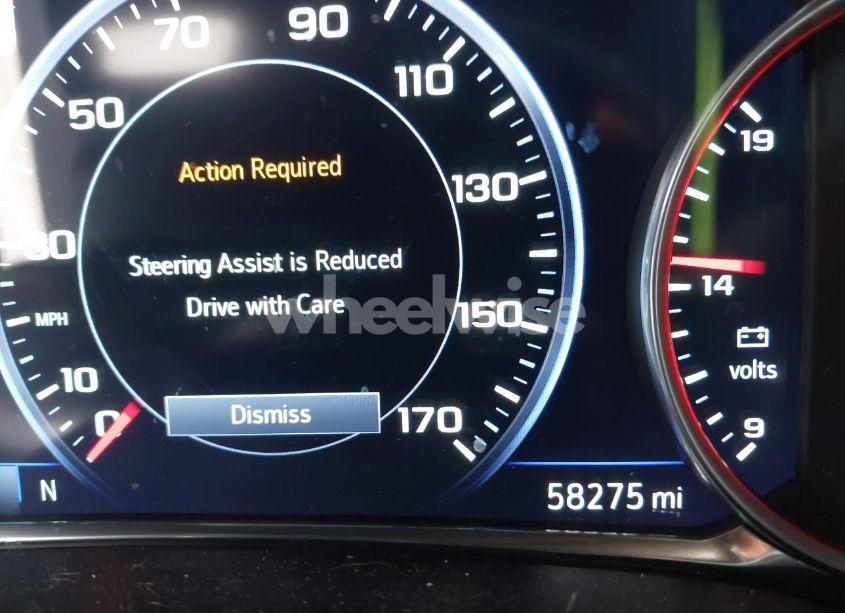 70
90
50
110
19
Action Required
130
30
Steering Assist is Reduced
14
Drive with Care
wheelwise
150
MPH
volts
10
0
Dismiss
170
9
N
58275 mi